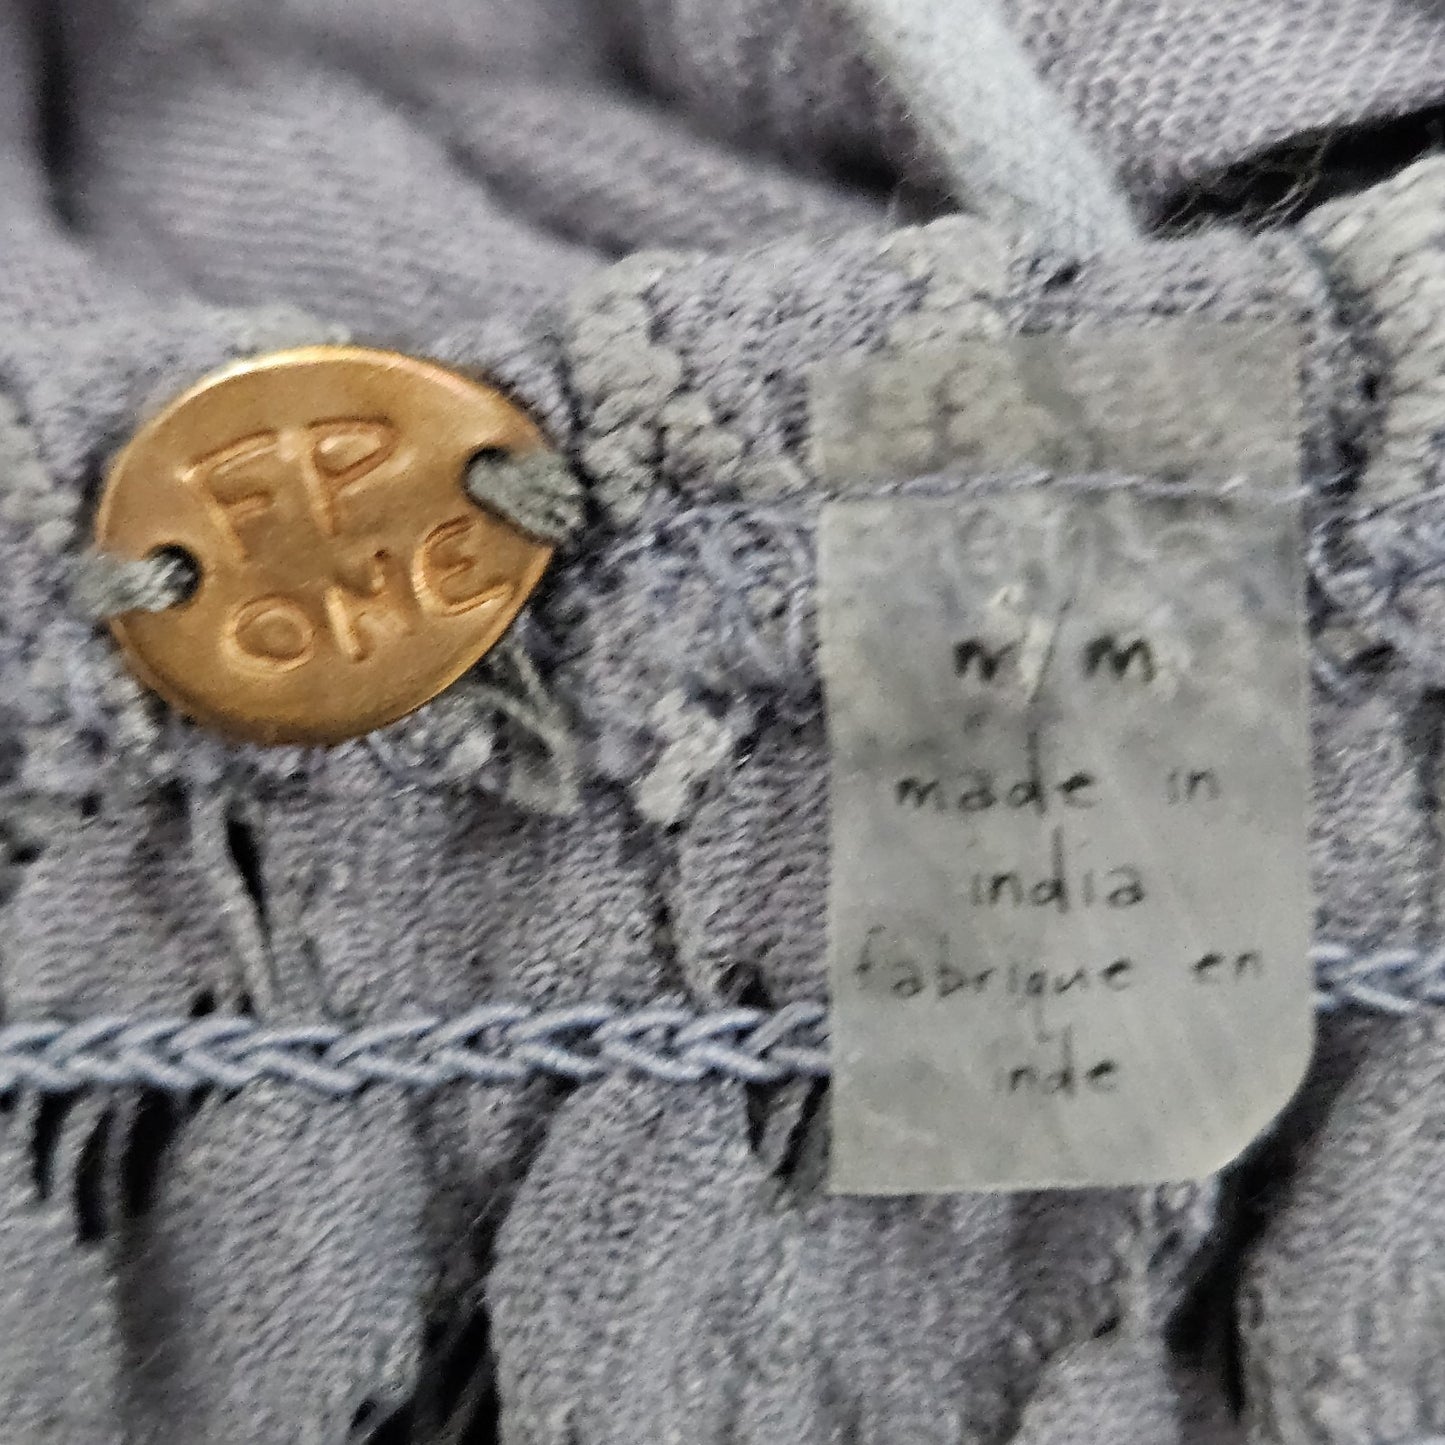 FP
ONE
m/m
made in
india
fabrique en
inde